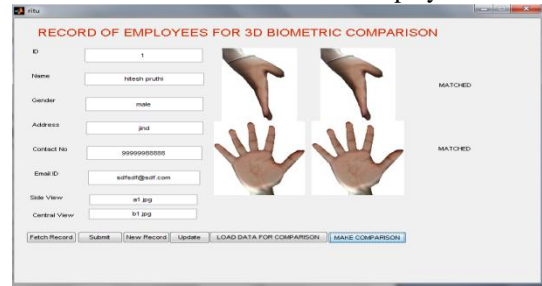 ritu
RECORD OF EMPLOYEES FOR 3D BIOMETRIC COMPARISON
ID 1
Name hitesh pruthi
MATCHED
Gender male
Address jind
Contact No 99999988888
MATCHED
Email ID sdfsdf@sdf.com
Side View a1.jpg
Central View b1.jpg
Fetch Record Submit New Record Update LOAD DATA FOR COMPARISON MAKE COMPARISON